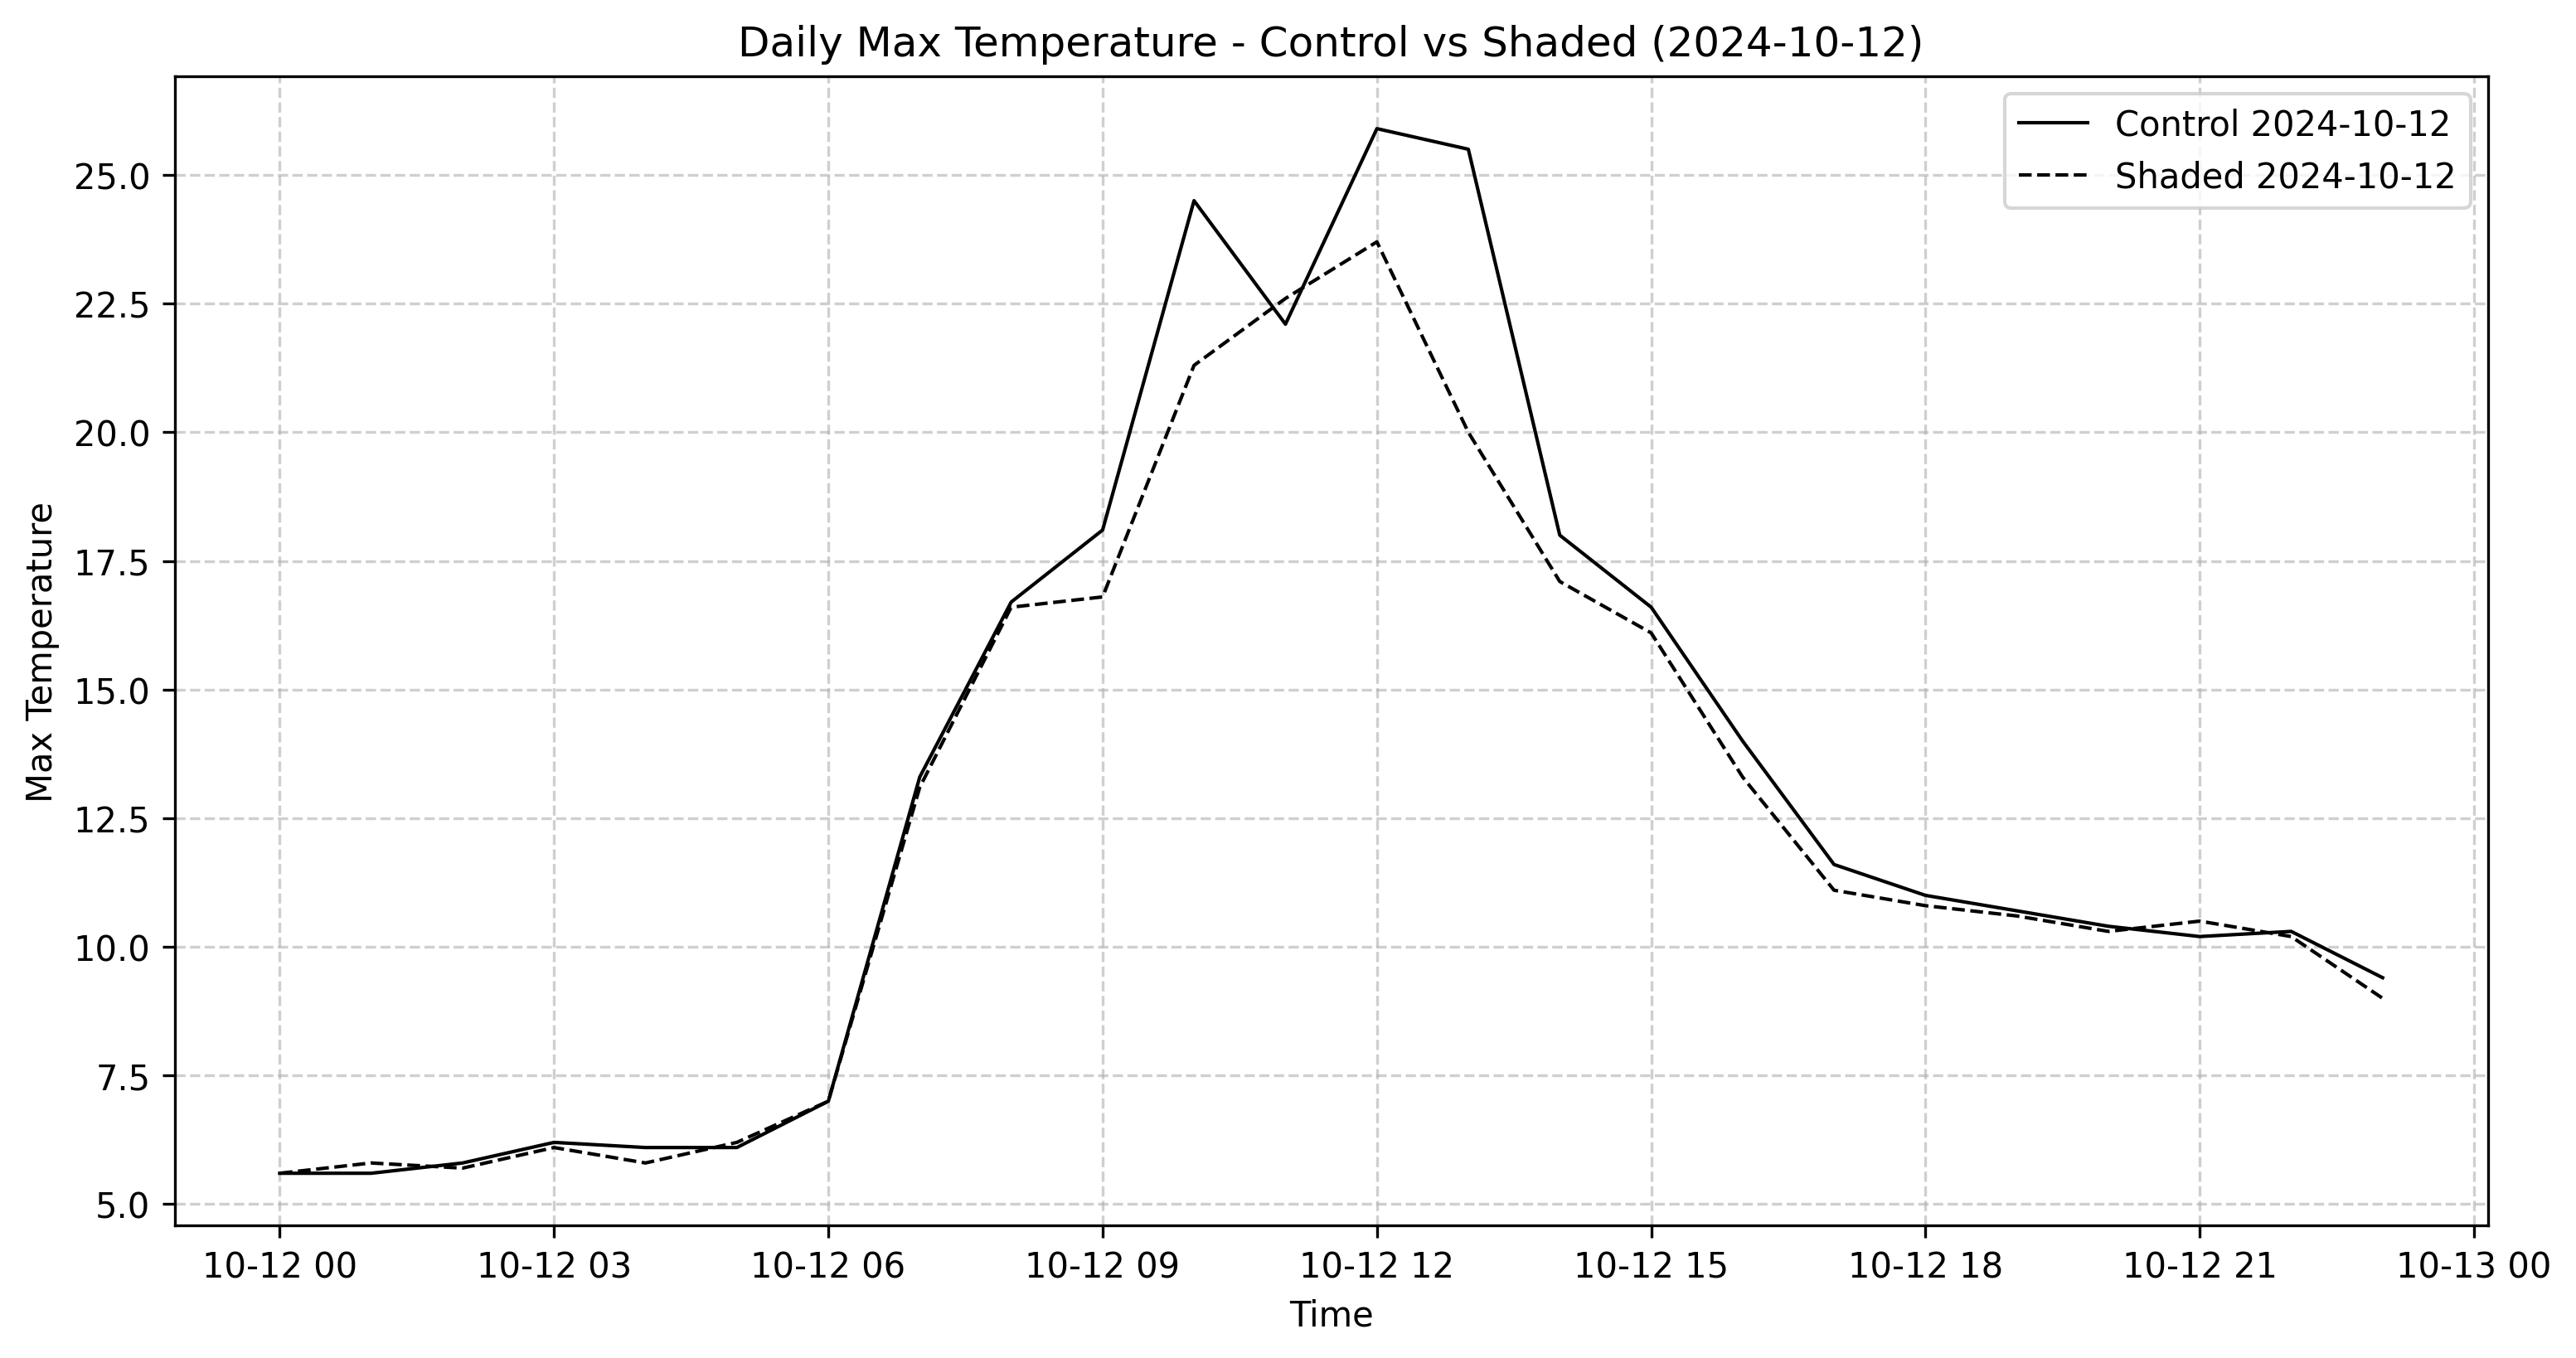 Daily Max Temperature - Control vs Shaded (2024-10-12)
Control 2024-10-12
Shaded 2024-10-12
Max Temperature
25.0
22.5
20.0
17.5
15.0
12.5
10.0
7.5
5.0
10-12 00 10-12 03 10-12 06 10-12 09 10-12 12 10-12 15 10-12 18 10-12 21 10-13 00
Time